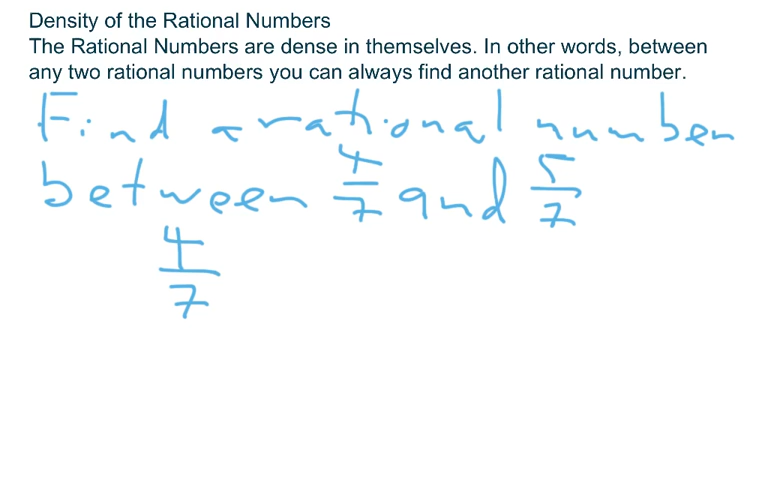 Density of the Rational Numbers
The Rational Numbers are dense in themselves. In other words, between
any two rational numbers you can always find another rational number.
Find a rational number
between 4/7 and 5/7
4/7